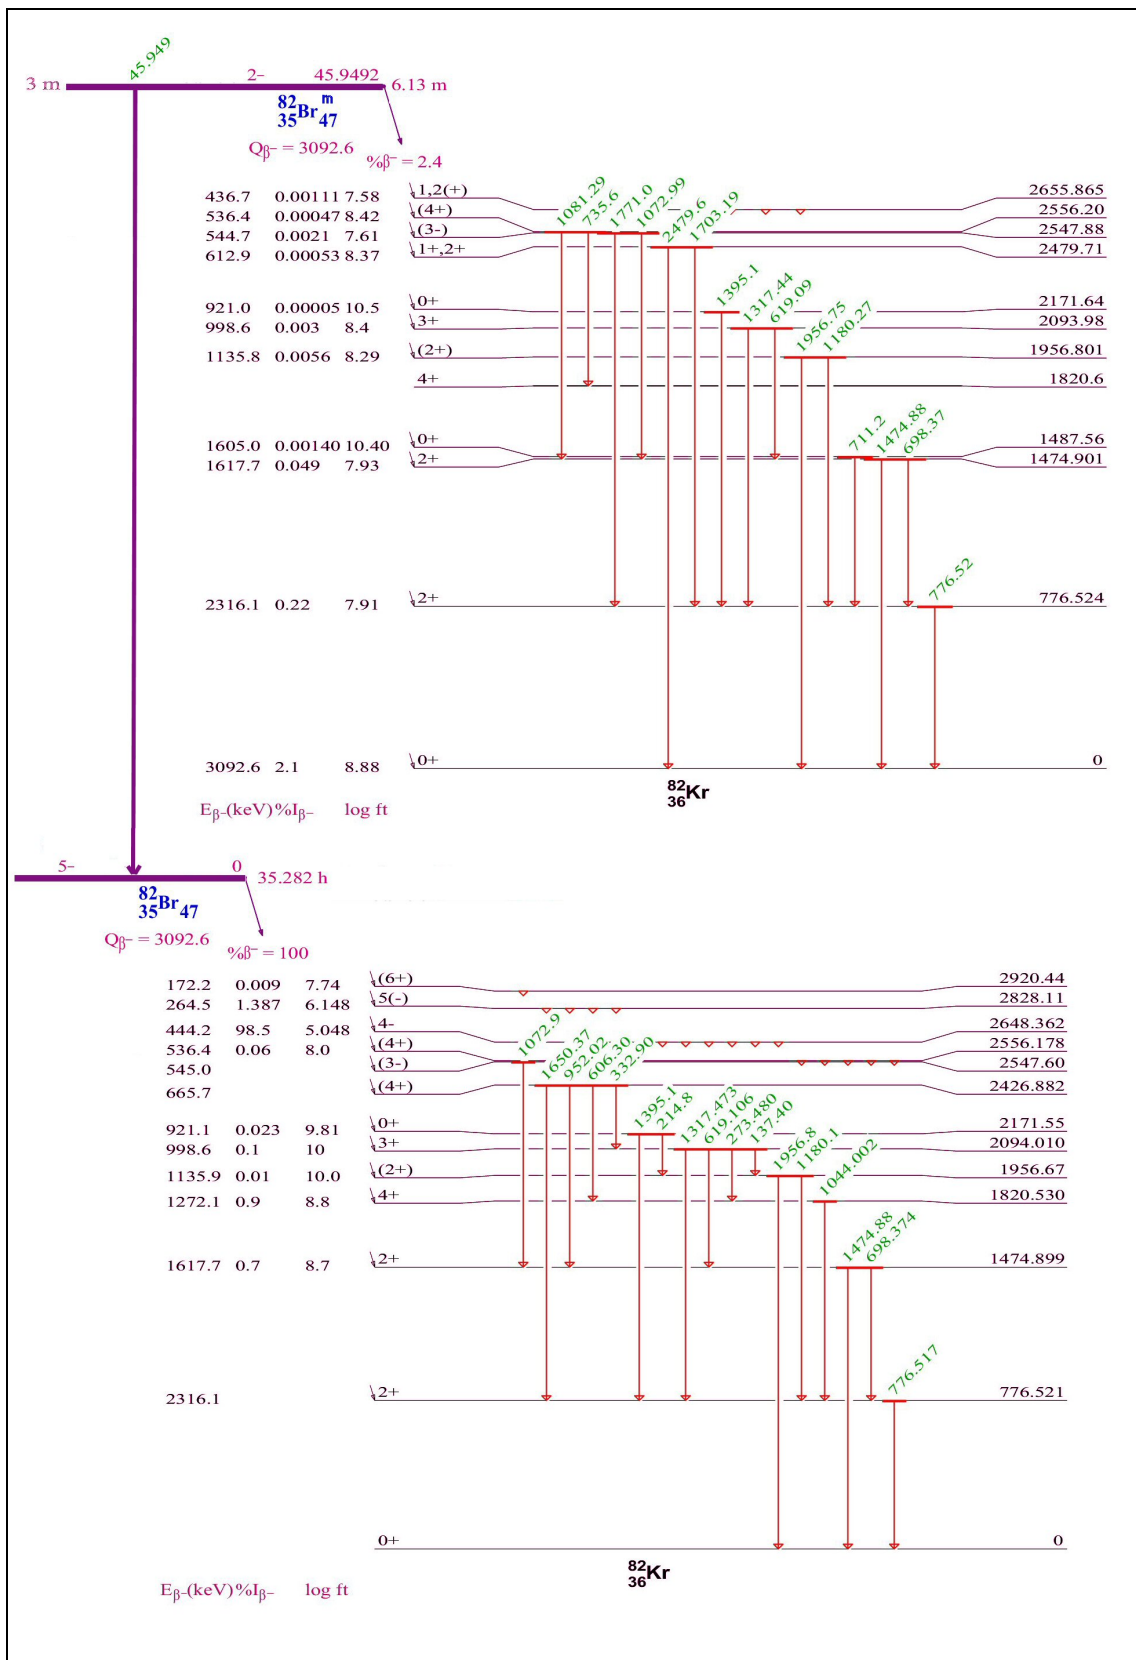 45.949
3 m 2− 45.9492 6.13 m
82 35 Br m 47
Qβ− = 3092.6
%β− = 2.4
1081.29 735.6 1771.0 1072.99 2479.6 1703.19
436.7 0.00111 7.58 1,2(+) 2655.865
536.4 0.00047 8.42 (4+) 2556.20
544.7 0.0021 7.61 (3-) 2547.88
612.9 0.00053 8.37 1+,2+ 2479.71
1395.1 1317.44 619.09
921.0 0.00005 10.5 0+ 2171.64
998.6 0.003 8.4 3+ 2093.98
1956.75 1180.27
1135.8 0.0056 8.29 (2+) 1956.801
4+ 1820.6
711.2 1474.88 698.37
1605.0 0.00140 10.40 0+ 1487.56
1617.7 0.049 7.93 2+ 1474.901
776.52
2316.1 0.22 7.91 2+ 776.524
3092.6 2.1 8.88 0+ 0
82 36 Kr
Eβ−(keV) %Iβ− log ft
5− 0 35.282 h
82 35 Br 47
Qβ− = 3092.6
%β− = 100
172.2 0.009 7.74 (6+) 2920.44
264.5 1.387 6.148 5(-) 2828.11
444.2 98.5 5.048 4- 2648.362
1072.9
536.4 0.06 8.0 (4+) 2556.178
545.0 (3-) 2547.60
1650.37 952.02 606.30 332.90
665.7 (4+) 2426.882
1395.1 214.8 1317.473 619.106 273.480 137.40
921.1 0.023 9.81 0+ 2171.55
998.6 0.1 10 3+ 2094.010
1956.8 1180.1 1044.002
1135.9 0.01 10.0 (2+) 1956.67
1272.1 0.9 8.8 4+ 1820.530
1474.88 698.374
1617.7 0.7 8.7 2+ 1474.899
776.517
2316.1 2+ 776.521
0+ 0
82 36 Kr
Eβ−(keV) %Iβ− log ft